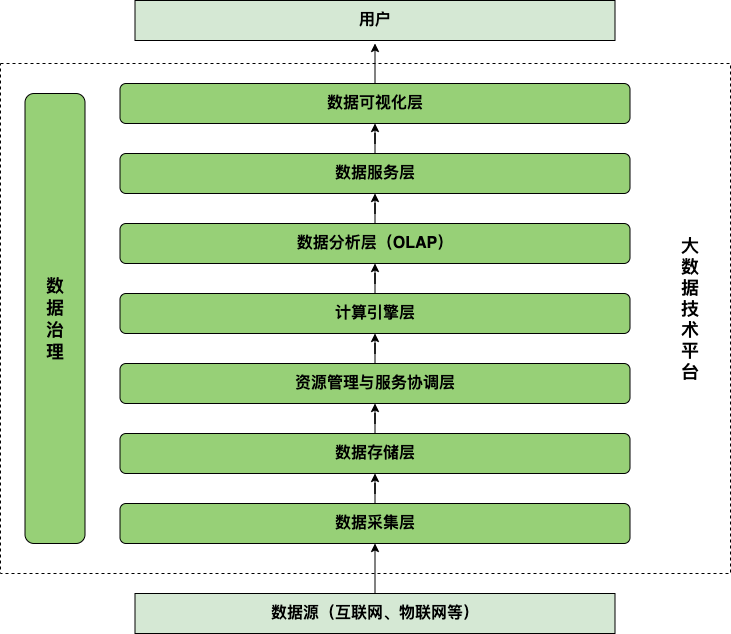 用户
数据可视化层
数据服务层
数据分析层（OLAP）
计算引擎层
资源管理与服务协调层
数据存储层
数据采集层
数据源（互联网、物联网等）
数据治理
大数据技术平台